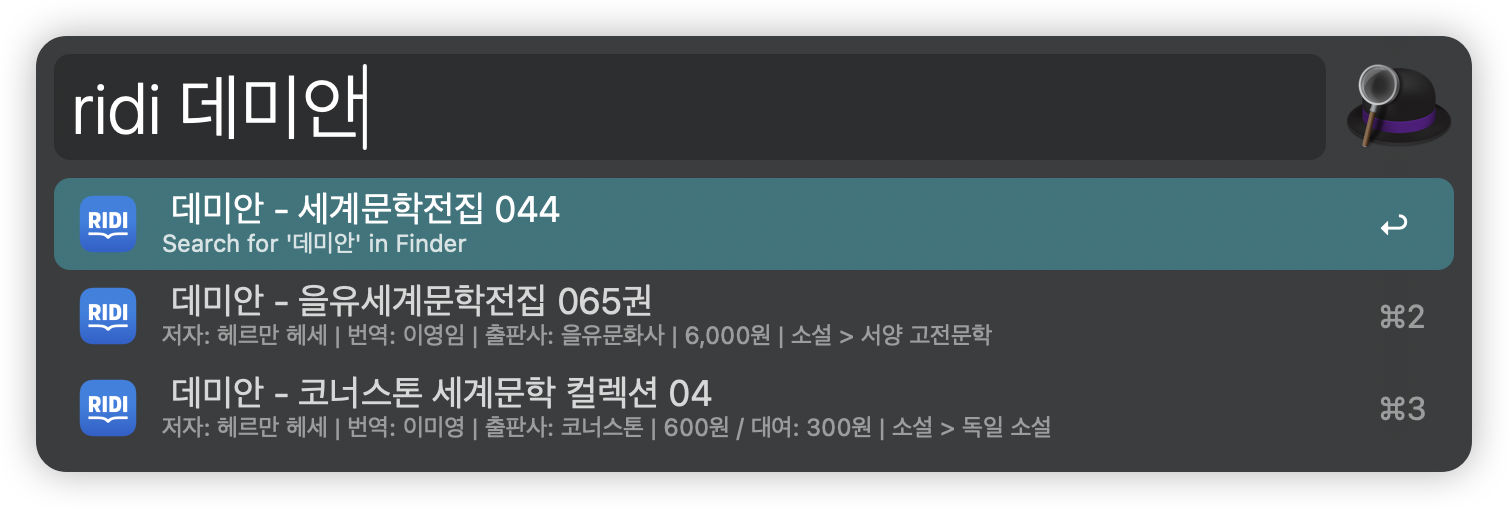 ridi 데미안
RIDI
데미안 - 세계문학전집 044
Search for '데미안' in Finder
RIDI
데미안 - 을유세계문학전집 065권
저자: 헤르만 헤세 | 번역: 이영임 | 출판사: 을유문화사 | 6,000원 | 소설 > 서양 고전문학
⌘2
RIDI
데미안 - 코너스톤 세계문학 컬렉션 04
저자: 헤르만 헤세 | 번역: 이미영 | 출판사: 코너스톤 | 600원 / 대여: 300원 | 소설 > 독일 소설
⌘3